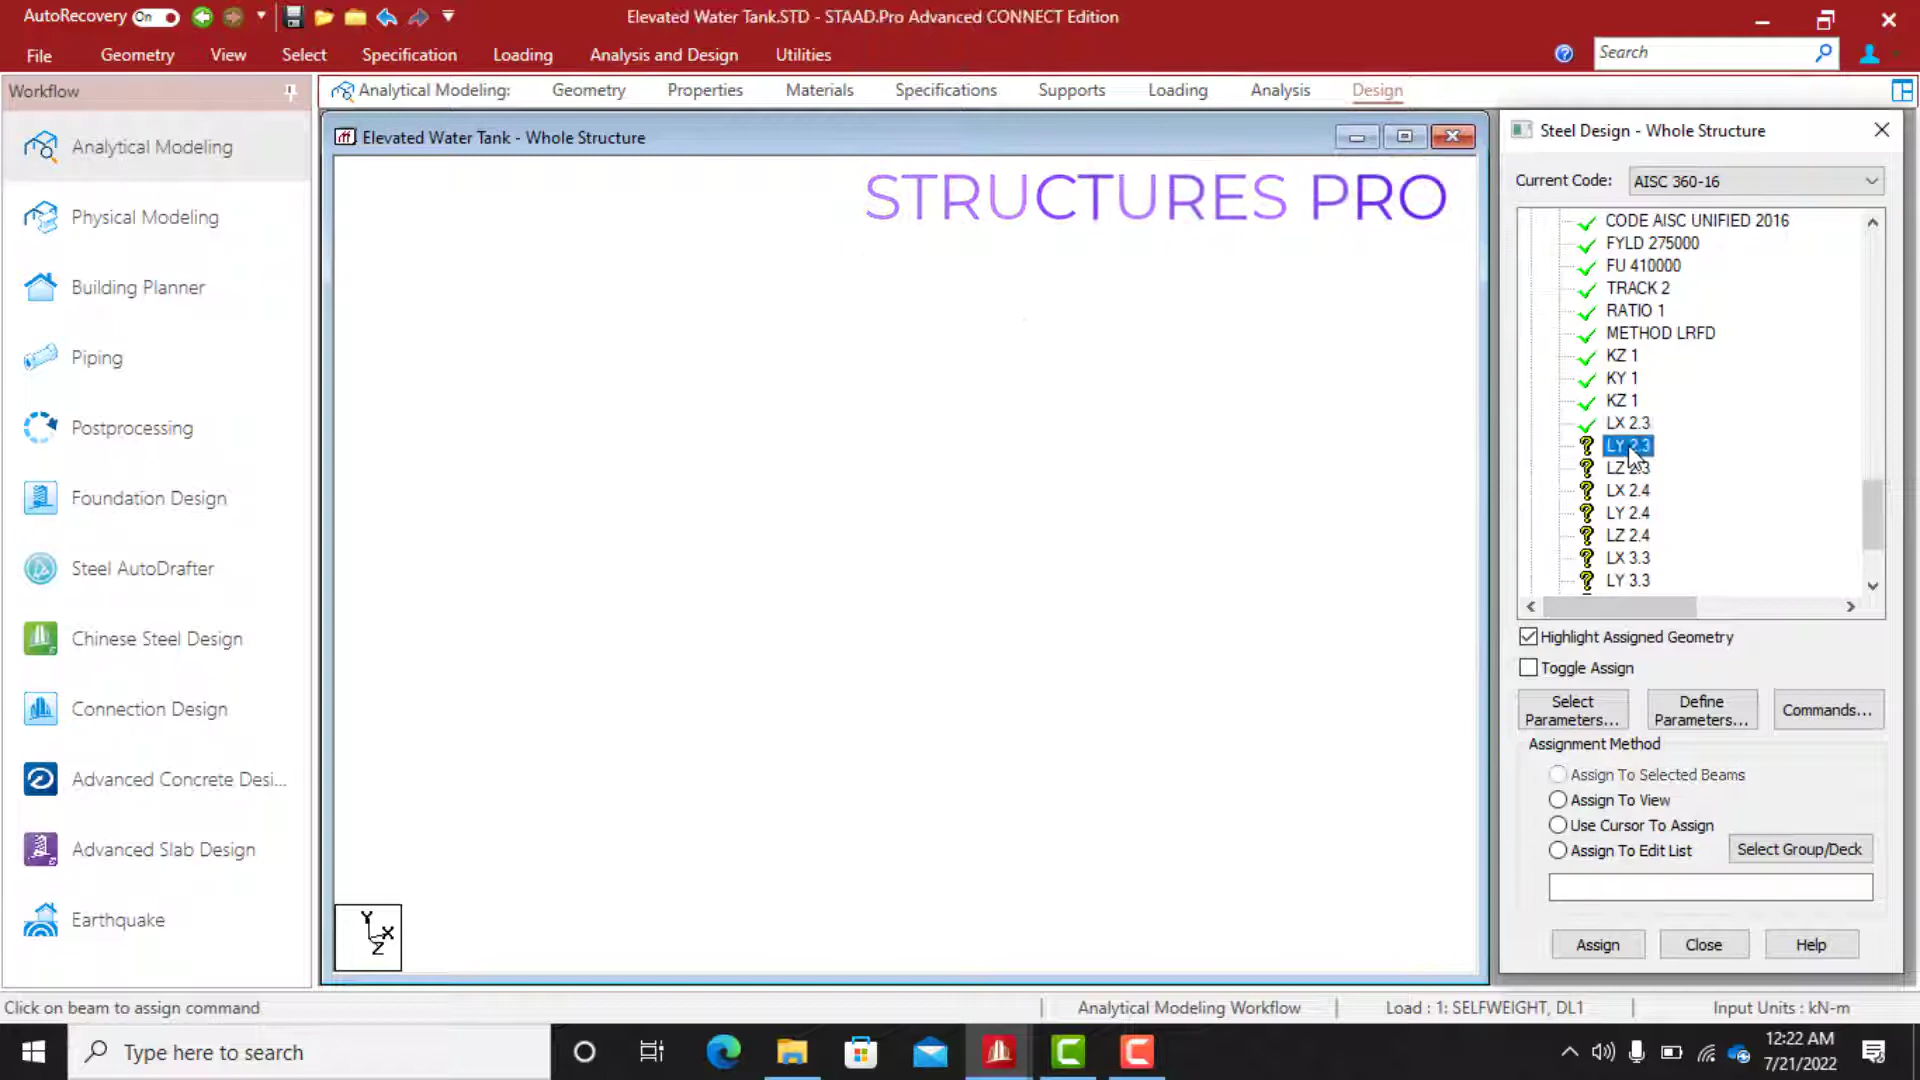 AutoRecovery On
Elevated Water Tank.STD - STAAD.Pro Advanced CONNECT Edition
File Geometry View Select Specification Loading Analysis and Design Utilities
Search
Workflow
Analytical Modeling: Geometry Properties Materials Specifications Supports Loading Analysis Design
Analytical Modeling
Physical Modeling
Building Planner
Piping
Postprocessing
Foundation Design
Steel AutoDrafter
Chinese Steel Design
Connection Design
Advanced Concrete Desi...
Advanced Slab Design
Earthquake
Elevated Water Tank - Whole Structure
STRUCTURES PRO
Y
X
Z
Steel Design - Whole Structure
Current Code: AISC 360-16
CODE AISC UNIFIED 2016
FYLD 275000
FU 410000
TRACK 2
RATIO 1
METHOD LRFD
KZ 1
KY 1
KZ 1
LX 2.3
LY 2.3
LZ 2.3
LX 2.4
LY 2.4
LZ 2.4
LX 3.3
LY 3.3
Highlight Assigned Geometry
Toggle Assign
Select Parameters...
Define Parameters...
Commands...
Assignment Method
Assign To Selected Beams
Assign To View
Use Cursor To Assign
Assign To Edit List
Select Group/Deck
Assign Close Help
Click on beam to assign command
Analytical Modeling Workflow
Load : 1: SELFWEIGHT, DL1
Input Units : kN-m
Type here to search
12:22 AM
7/21/2022